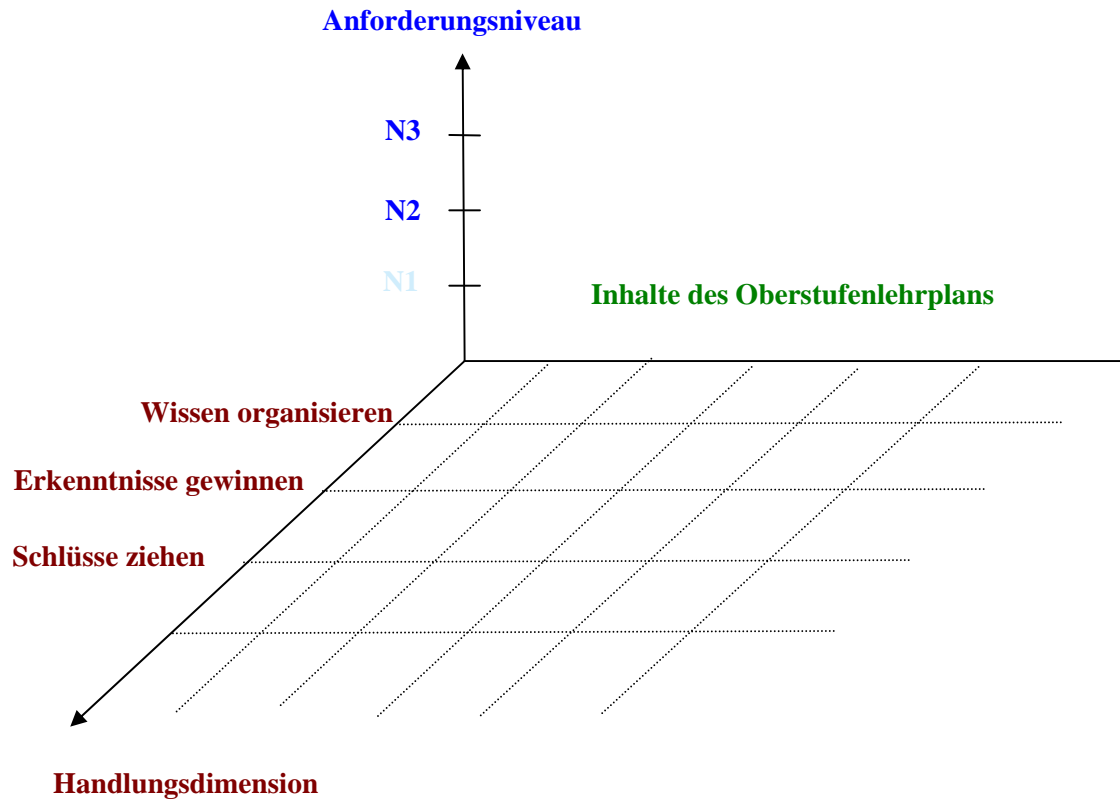 Anforderungsniveau
N3
N2
N1
Inhalte des Oberstufenlehrplans
Wissen organisieren
Erkenntnisse gewinnen
Schlüsse ziehen
Handlungsdimension